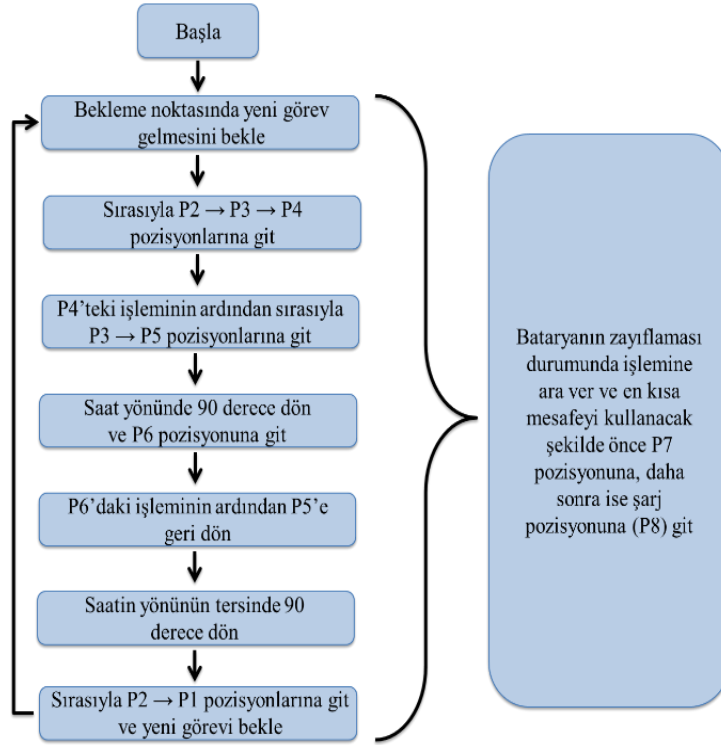 Başla
Bekleme noktasında yeni görev
gelmesini bekle
Sırasıyla P2 → P3 → P4
pozisyonlarına git
P4’teki işleminin ardından sırasıyla
P3 → P5 pozisyonlarına git
Saat yönünde 90 derece dön
ve P6 pozisyonuna git
P6’daki işleminin ardından P5’e
geri dön
Saatin yönünün tersinde 90
derece dön
Sırasıyla P2 → P1 pozisyonlarına git
ve yeni görevi bekle
Bataryanın zayıflaması
durumunda işlemine
ara ver ve en kısa
mesafeyi kullanacak
şekilde önce P7
pozisyonuna, daha
sonra ise şarj
pozisyonuna (P8) git